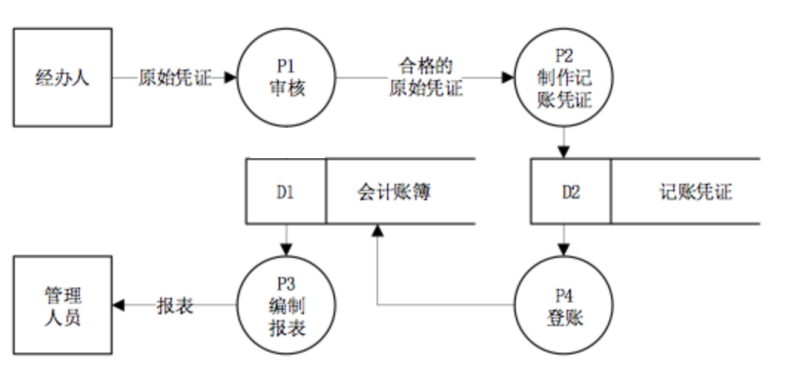 经办人
原始凭证
P1
审核
合格的
原始凭证
P2
制作记
账凭证
D1
会计账簿
D2
记账凭证
管理
人员
报表
P3
编制
报表
P4
登账